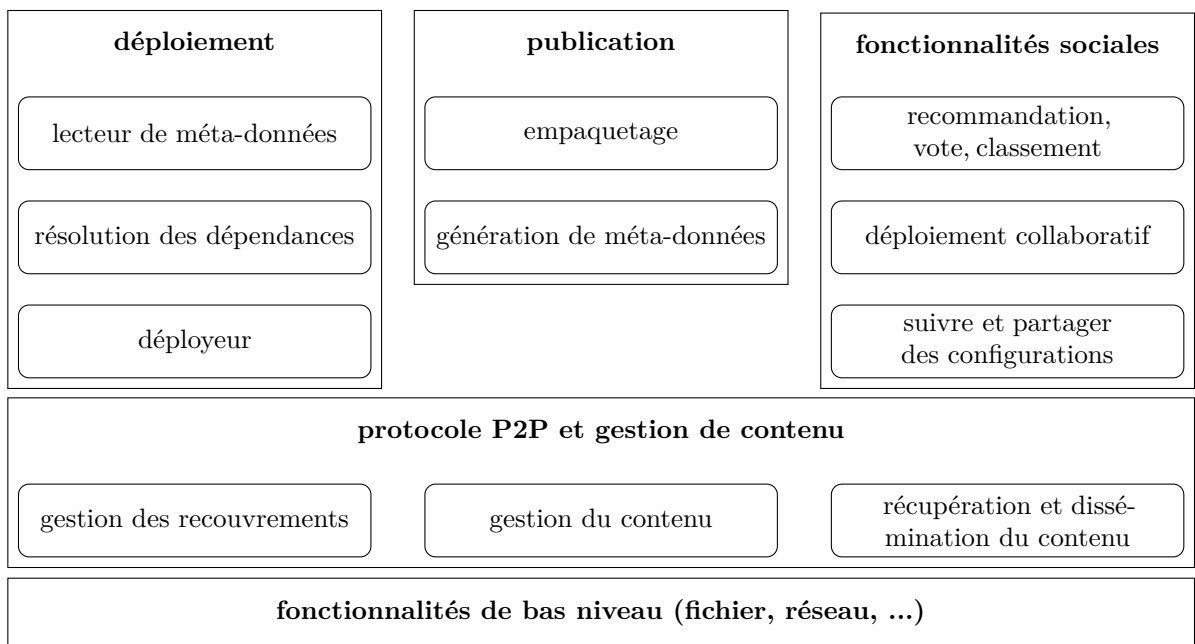 déploiement
lecteur de méta-données
résolution des dépendances
déployeur
publication
empaquetage
génération de méta-données
fonctionnalités sociales
recommandation,
vote, classement
déploiement collaboratif
suivre et partager
des configurations
protocole P2P et gestion de contenu
gestion des recouvrements
gestion du contenu
récupération et dissé-
mination du contenu
fonctionnalités de bas niveau (fichier, réseau, ...)